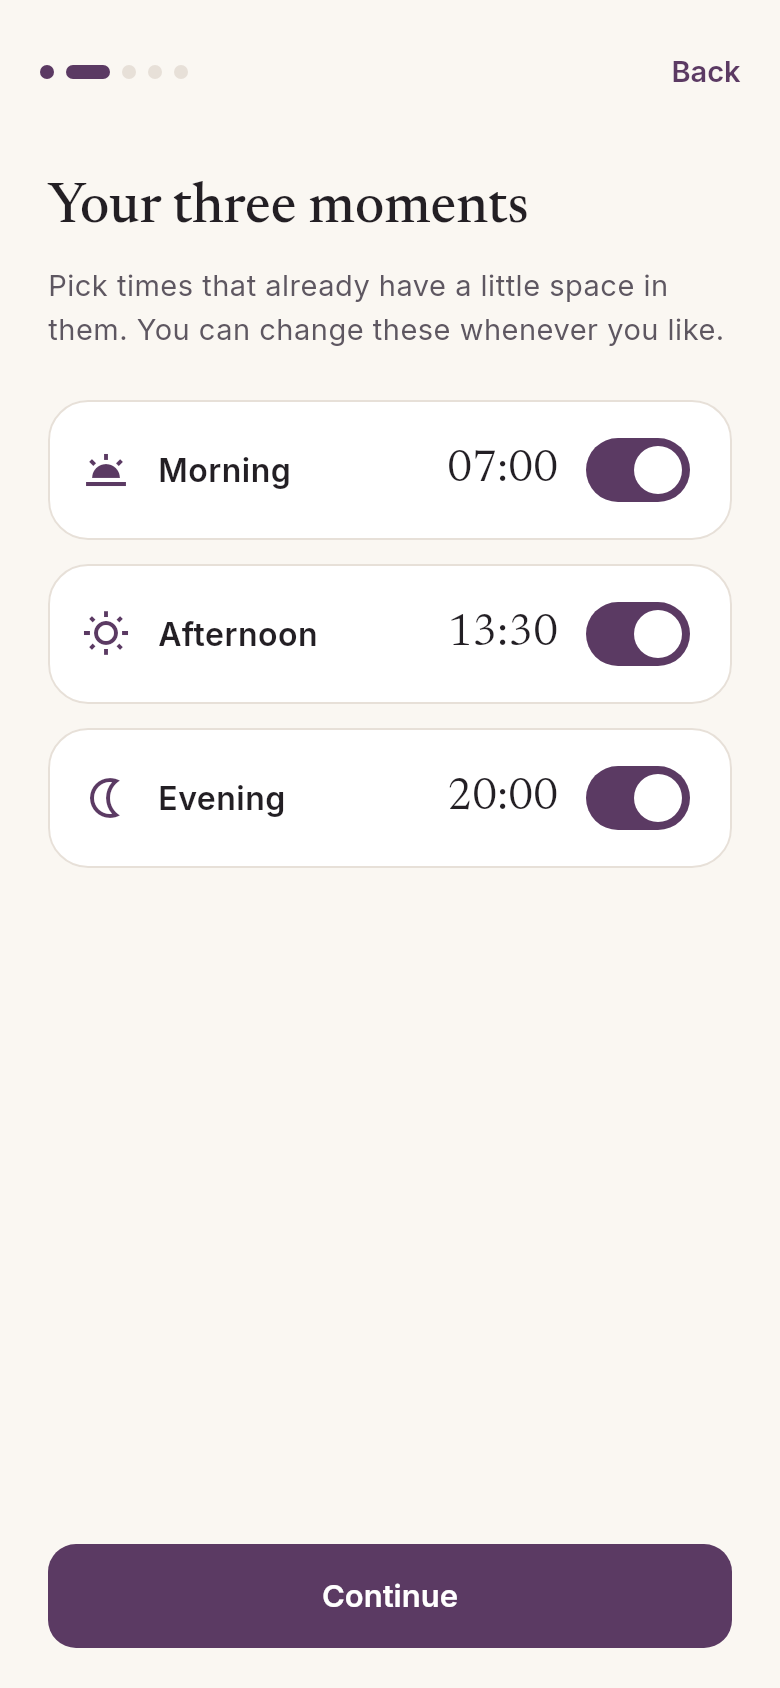 Back
Your three moments
Pick times that already have a little space in
them. You can change these whenever you like.
Morning 07:00
Afternoon 13:30
Evening 20:00
Continue